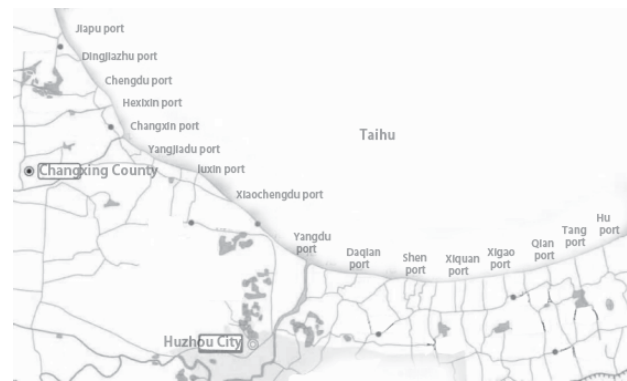 Jiapu port
Dingjiazhu port
Chengdu port
Hexixin port
Changxin port
Taihu
Yangjiadu port
luxin port
Changxing County
Xiaochengdu port
Yangdu
port
Daqian
port
Shen
port
Xiquan
port
Xigao
port
Qian
port
Tang
port
Hu
port
Huzhou City